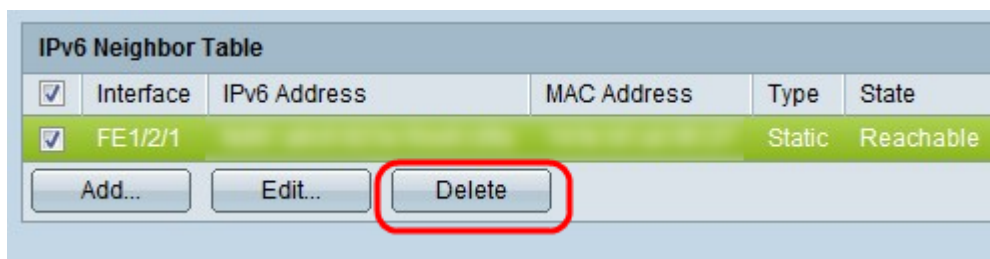 IPv6 Neighbor Table
Interface IPv6 Address MAC Address Type State
FE1/2/1 Static Reachable
Add... Edit... Delete